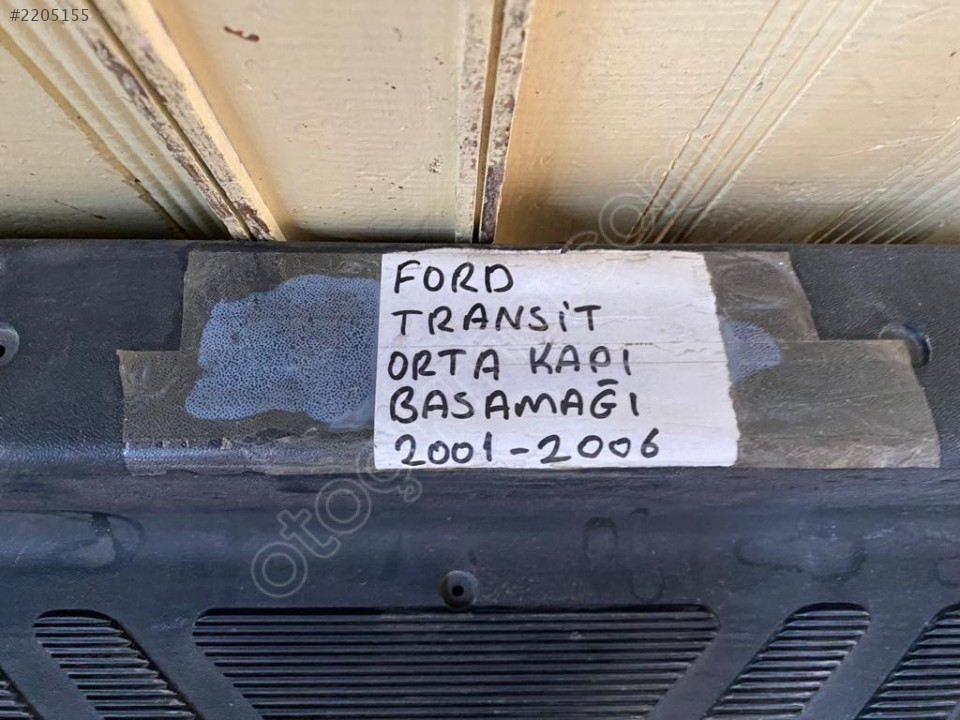 #2205155
FORD
TRANSİT
ORTA KAPI
BASAMAĞI
2001-2006